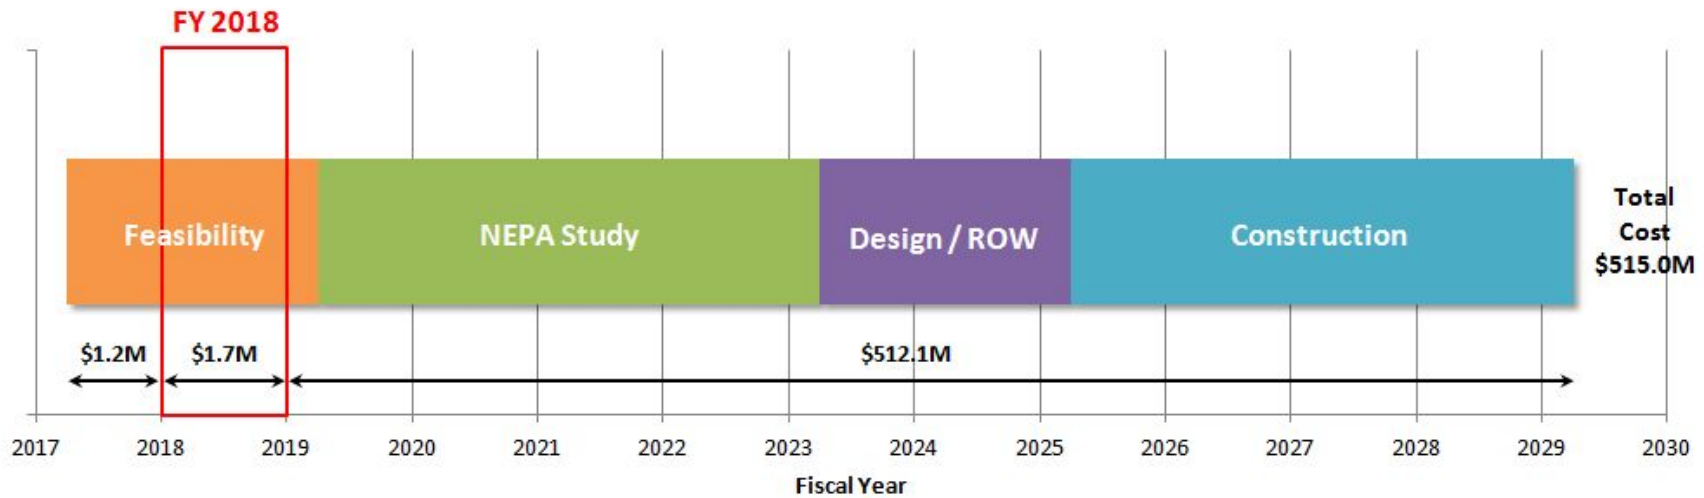 FY 2018
Feasibility
NEPA Study
Design / ROW
Construction
Total
Cost
$515.0M
$1.2M
$1.7M
$512.1M
2017 2018 2019 2020 2021 2022 2023 2024 2025 2026 2027 2028 2029 2030
Fiscal Year